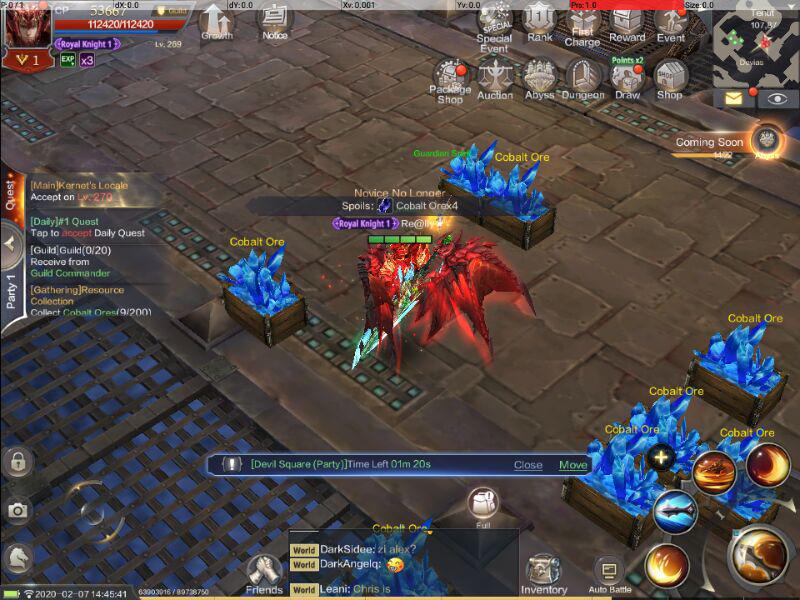 P:0 / 1
dX:0.0
dY:0.0
Xv:0.001
Yv:0.0
Prs:1.0
Size:0.0
CP 53667
Guild
112420/112420
Royal Knight 1
Lv. 269
1
EXP
x3
Growth
Notice
Special Event
Rank
First Charge
Reward
Event
Package Shop
Auction
Abyss
Dungeon
Points x2
Draw
Shop
107,87
Devias
Coming Soon
Abyss
Quest
Party 1
[Main]Kernet's Locale
Accept on Lv. 270
[Daily]#1 Quest
Tap to accept Daily Quest
[Guild]Guild(0/20)
Receive from
Guild Commander
[Gathering]Resource
Collection
Collect Cobalt Ores(9/200)
Cobalt Ore
Novice No Longer
Spoils: Cobalt Orex4
Royal Knight 1
Cobalt Ore
Cobalt Ore
Cobalt Ore
Cobalt Ore
Cobalt Ore
[Devil Square (Party)]Time Left 01m 20s
Close
Move
Full
Cobalt Ore
World DarkSidee: zi alex?
World DarkAngelq:
World Leani: Chris is
Friends
Inventory
Auto Battle
2020-02-07 14:45:41
63903916 / 89738750